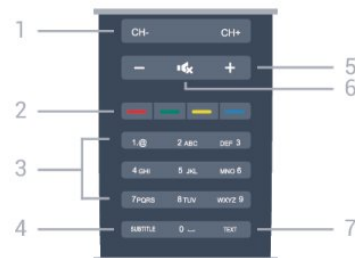 1 CH- CH+
− + 5
6
2
1.@ 2 ABC DEF 3
3
4 GHI 5 JKL MNO 6
7PQRS 8 TUV WXYZ 9
4 SUBTITLE 0 TEXT 7